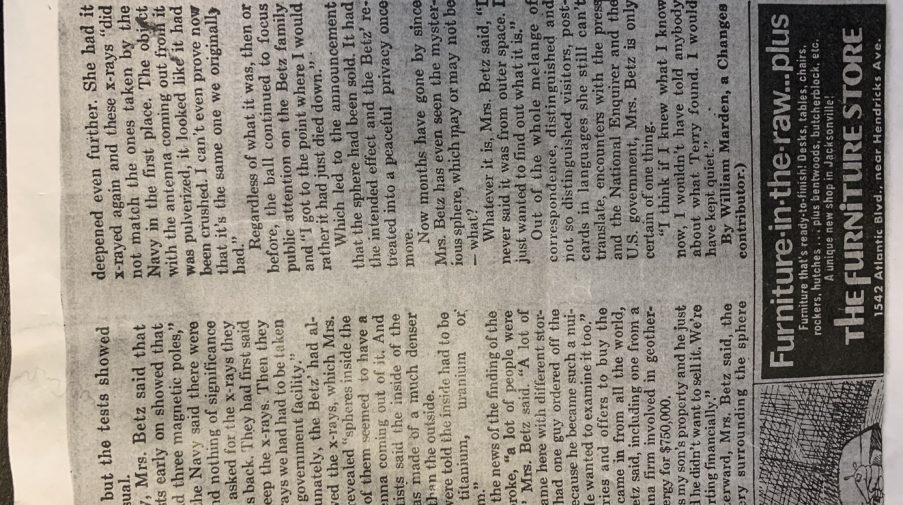 but the tests showed
sual.
y, Mrs. Betz said that
sts early on showed that
d three magnetic poles,"
the Navy said there were
nd nothing of significance
asked for the x-rays they
s back. They had first said
eep the x-rays. Then they
rays we had had to be taken
government facility."
unately, the Betz' had al-
ved the x-rays, which Mrs.
revealed "spheres inside the
of them seemed to have a
enna coming out of it. And
tists said the inside of the
as made of a much denser
than the outside.
were told the inside had to be
titanium, uranium or
m."
the news of the finding of the
roke, "a lot of people were
' Mrs. Betz said. "A lot of
ame here with different stor-
had one guy ordered off the
ecause he became such a nui-
He wanted to examine it too."
ries and offers to buy the
came in from all the world,
etz said, including one from a
na firm involved in geother-
ergy for $750,000.
s my son's property and he just
d he didn't want to sell it. We're
rting financially."
terward, Mrs. Betz said, the
ery surrounding the sphere
deepened even further. She had it
x-rayed again and these x-rays "did
not match the ones taken by the
Navy in the first place. The object
with the antenna coming out from it
was pulverized, it looked like it had
been crushed. I can't even prove now
that it's the same one we originally
had."
Regardless of what it was, then or
before, the ball continued to focus
public attention on the Betz family
and "I got to the point where I would
rather it had just died down."
Which led to the announcement
that the sphere had been sold. It had
the intended effect and the Betz' re-
treated into a peaceful privacy once
more.
Now months have gone by since
Mrs. Betz has even seen the myster-
ious sphere, which may or may not be
— what?
Whatever it is, Mrs. Betz said, "I
never said it was from outer space. I
just wanted to find out what it is."
Out of the whole melange of
correspondence, distinguished and
not so distinguished visitors, post-
cards in languages she still can't
translate, encounters with the press
and the National Enquirer and the
U.S. government, Mrs. Betz is only
certain of one thing.
"I think if I knew what I know
now, I wouldn't have told anybody
about what Terry found. I would
have kept quiet."
By William Marden, a Changes
contributor.)
Furniture·in·the·raw...plus
Furniture that's ready-to-finish! Desks, tables, chairs,
rockers, hutches . . . plus bentwoods, butcherblock, etc.
A unique new shop in Jacksonville!
THE FURNiTURE STORE
1542 Atlantic Blvd., near Hendricks Ave.